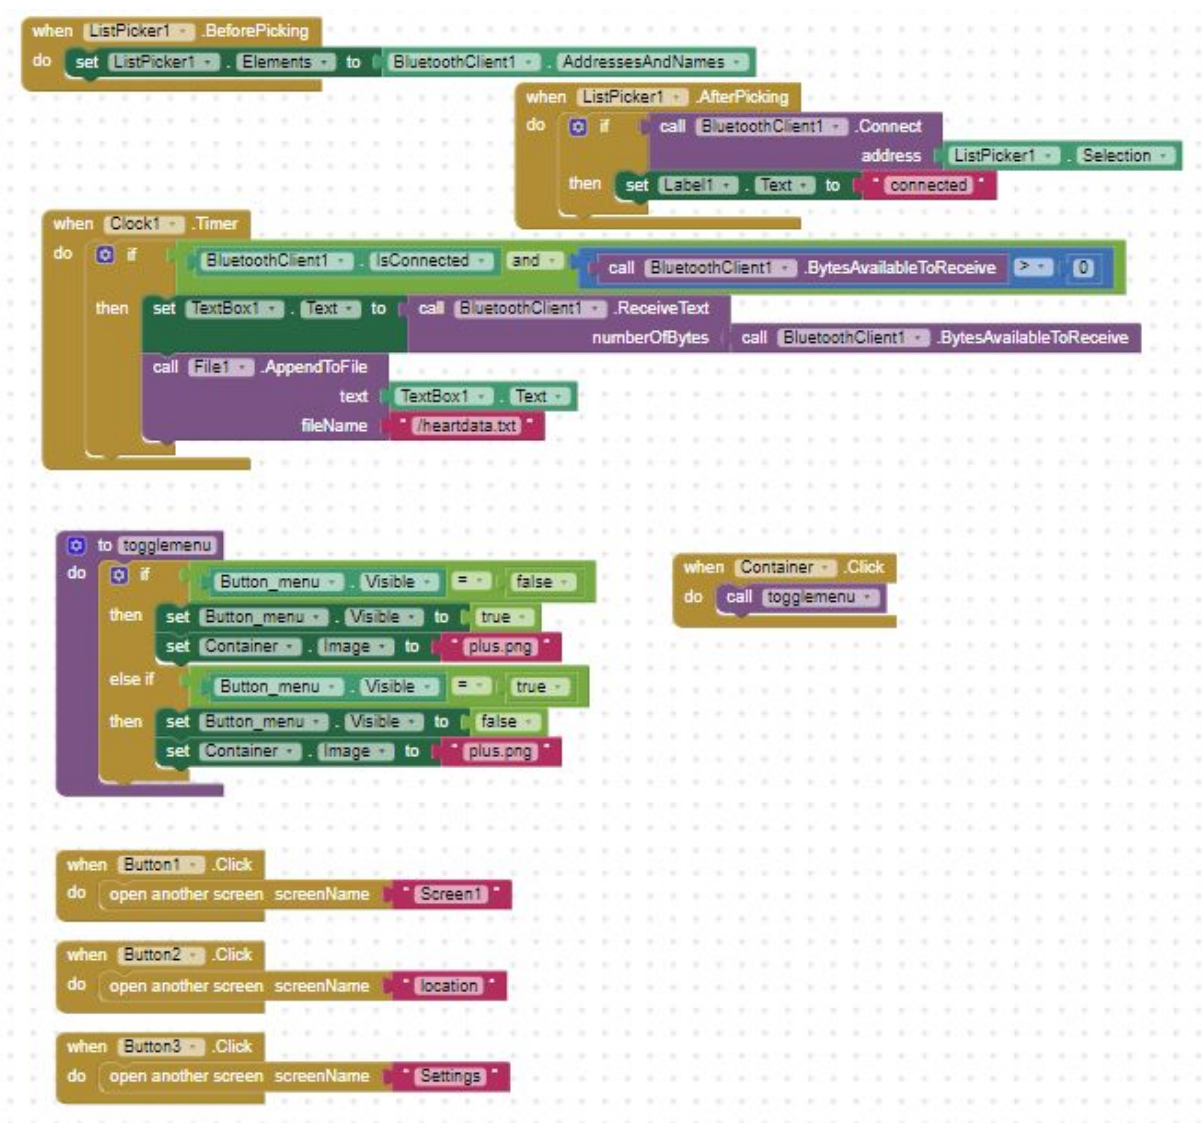 when ListPicker1 .BeforePicking
do set ListPicker1 . Elements to BluetoothClient1 . AddressesAndNames
when ListPicker1 .AfterPicking
do if call BluetoothClient1 .Connect
address ListPicker1 . Selection
then set Label1 . Text to " connected "
when Clock1 .Timer
do if BluetoothClient1 . IsConnected and call BluetoothClient1 .BytesAvailableToReceive > 0
then set TextBox1 . Text to call BluetoothClient1 .ReceiveText
numberOfBytes call BluetoothClient1 .BytesAvailableToReceive
call File1 .AppendToFile
text TextBox1 . Text
fileName " /heartdata.txt "
to togglemenu
do if Button_menu . Visible = false
then set Button_menu . Visible to true
set Container . Image to " plus.png "
else if Button_menu . Visible = true
then set Button_menu . Visible to false
set Container . Image to " plus.png "
when Container .Click
do call togglemenu
when Button1 .Click
do open another screen screenName " Screen1 "
when Button2 .Click
do open another screen screenName " location "
when Button3 .Click
do open another screen screenName " Settings "